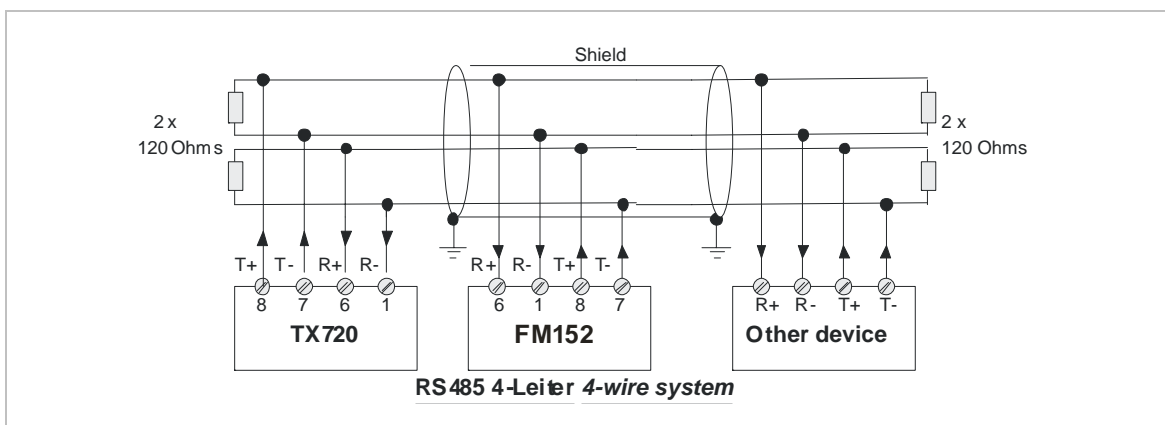 Shield
2 x
120 Ohms
2 x
120 Ohms
T+ T- R+ R-
R+ R- T+ T-
8 7 6 1
6 1 8 7
R+ R- T+ T-
TX720
FM152
Other device
RS485 4-Leiter 4-wire system